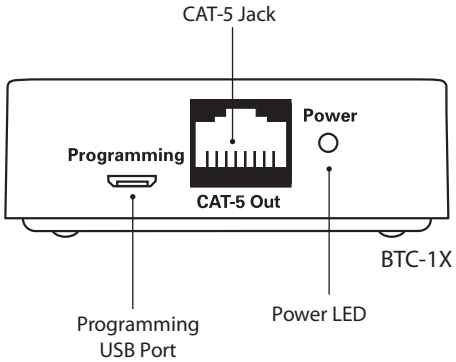 CAT-5 Jack
Power
Programming
CAT-5 Out
BTC-1X
Programming
USB Port
Power LED